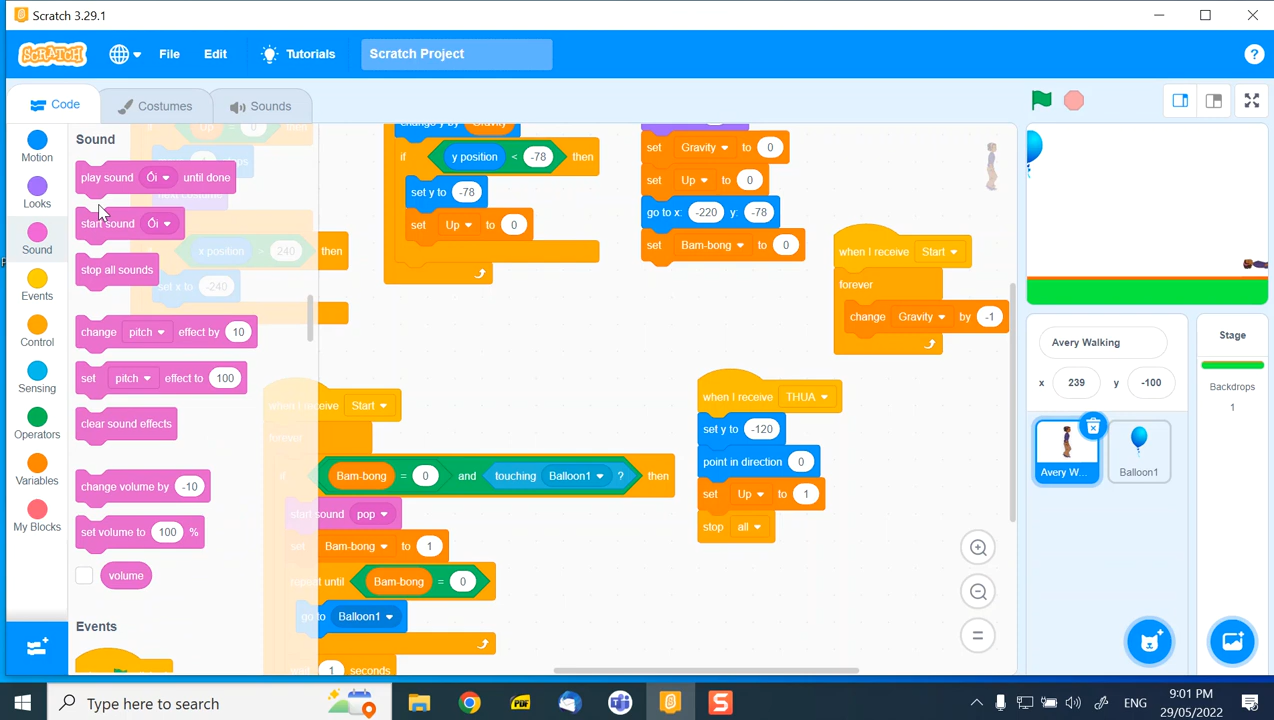 Scratch 3.29.1
SCRATCH File Edit Tutorials Scratch Project ?
Code Costumes Sounds
Motion
Looks
Sound
Events
Control
Sensing
Operators
Variables
My Blocks
Sound
play sound Ôi until done
start sound Ôi
stop all sounds
change pitch effect by 10
set pitch effect to 100
clear sound effects
change volume by -10
set volume to 100 %
volume
Events
Up = 0 then
x position > 240 then
set x to -240
change y by Gravity
if y position < -78 then
set y to -78
set Up to 0
set Gravity to 0
set Up to 0
go to x: -220 y: -78
set Bam-bong to 0
when I receive Start
forever
change Gravity by -1
when I receive Start
forever
if Bam-bong = 0 and touching Balloon1 ? then
start sound pop
set Bam-bong to 1
repeat until Bam-bong = 0
go to Balloon1
wait 1 seconds
when I receive THUA
set y to -120
point in direction 0
set Up to 1
stop all
Avery Walking
x 239 y -100
Avery W...
Balloon1
Stage
Backdrops
1
Type here to search
ENG
9:01 PM
29/05/2022